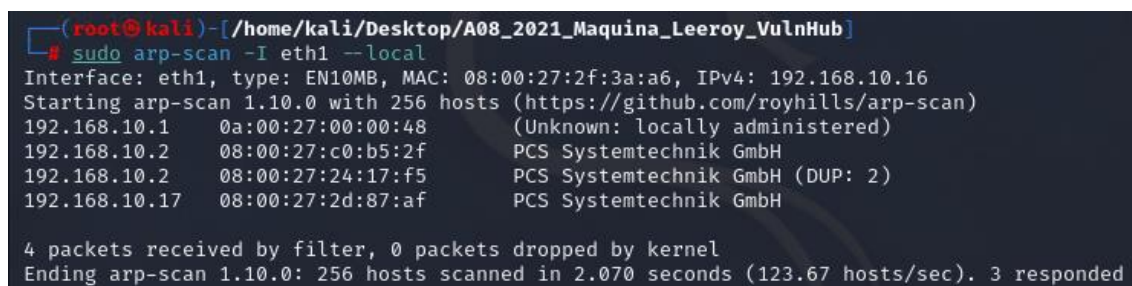 ┌──(root㉿kali)-[/home/kali/Desktop/A08_2021_Maquina_Leeroy_VulnHub]
└─# sudo arp-scan -I eth1 --local
Interface: eth1, type: EN10MB, MAC: 08:00:27:2f:3a:a6, IPv4: 192.168.10.16
Starting arp-scan 1.10.0 with 256 hosts (https://github.com/royhills/arp-scan)
192.168.10.1 0a:00:27:00:00:48 (Unknown: locally administered)
192.168.10.2 08:00:27:c0:b5:2f PCS Systemtechnik GmbH
192.168.10.2 08:00:27:24:17:f5 PCS Systemtechnik GmbH (DUP: 2)
192.168.10.17 08:00:27:2d:87:af PCS Systemtechnik GmbH
4 packets received by filter, 0 packets dropped by kernel
Ending arp-scan 1.10.0: 256 hosts scanned in 2.070 seconds (123.67 hosts/sec). 3 responded